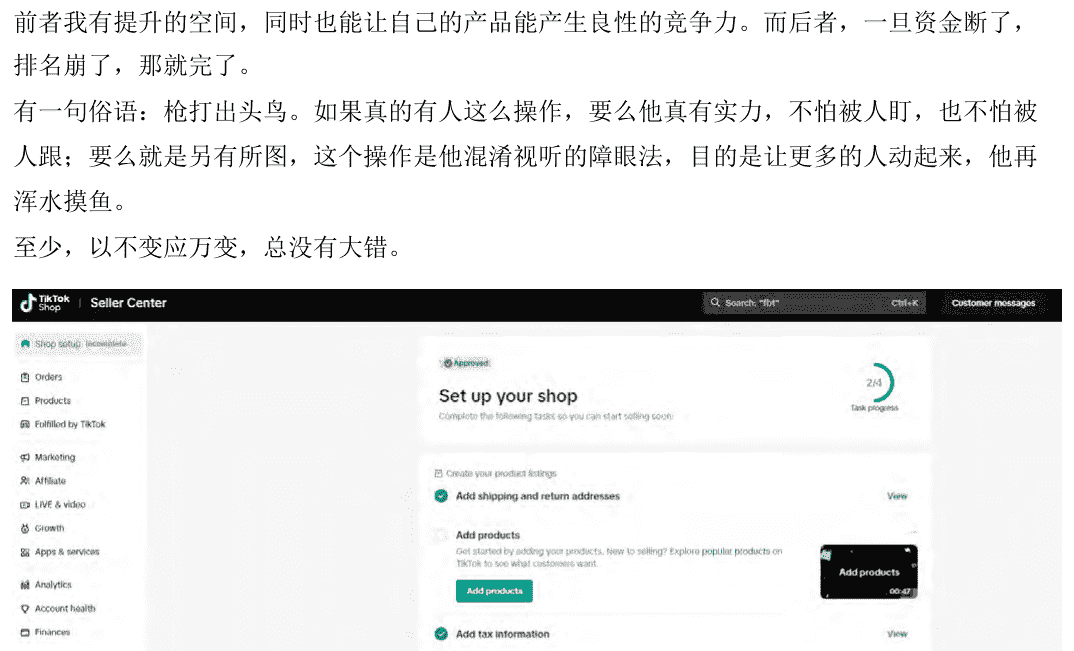 前者我有提升的空间，同时也能让自己的产品能产生良性的竞争力。而后者，一旦资金断了，
排名崩了，那就完了。
有一句俗语：枪打出头鸟。如果真的有人这么操作，要么他真有实力，不怕被人盯，也不怕被
人跟；要么就是另有所图，这个操作是他混淆视听的障眼法，目的是让更多的人动起来，他再
浑水摸鱼。
至少，以不变应万变，总没有大错。
TikTok Shop | Seller Center
Search: "fbt" Ctrl+K
Customer messages
Shop setup Incomplete
Orders
Products
Fulfilled by TikTok
Marketing
Affiliate
LIVE & video
Growth
Apps & services
Analytics
Account health
Finances
Approved
Set up your shop
Complete the following tasks so you can start selling soon:
2/4
Task progress
Create your product listings
Add shipping and return addresses
View
Add products
Get started by adding your products. New to selling? Explore popular products on
TikTok to see what customers want.
Add products
Add products
00:47
Add tax information
View